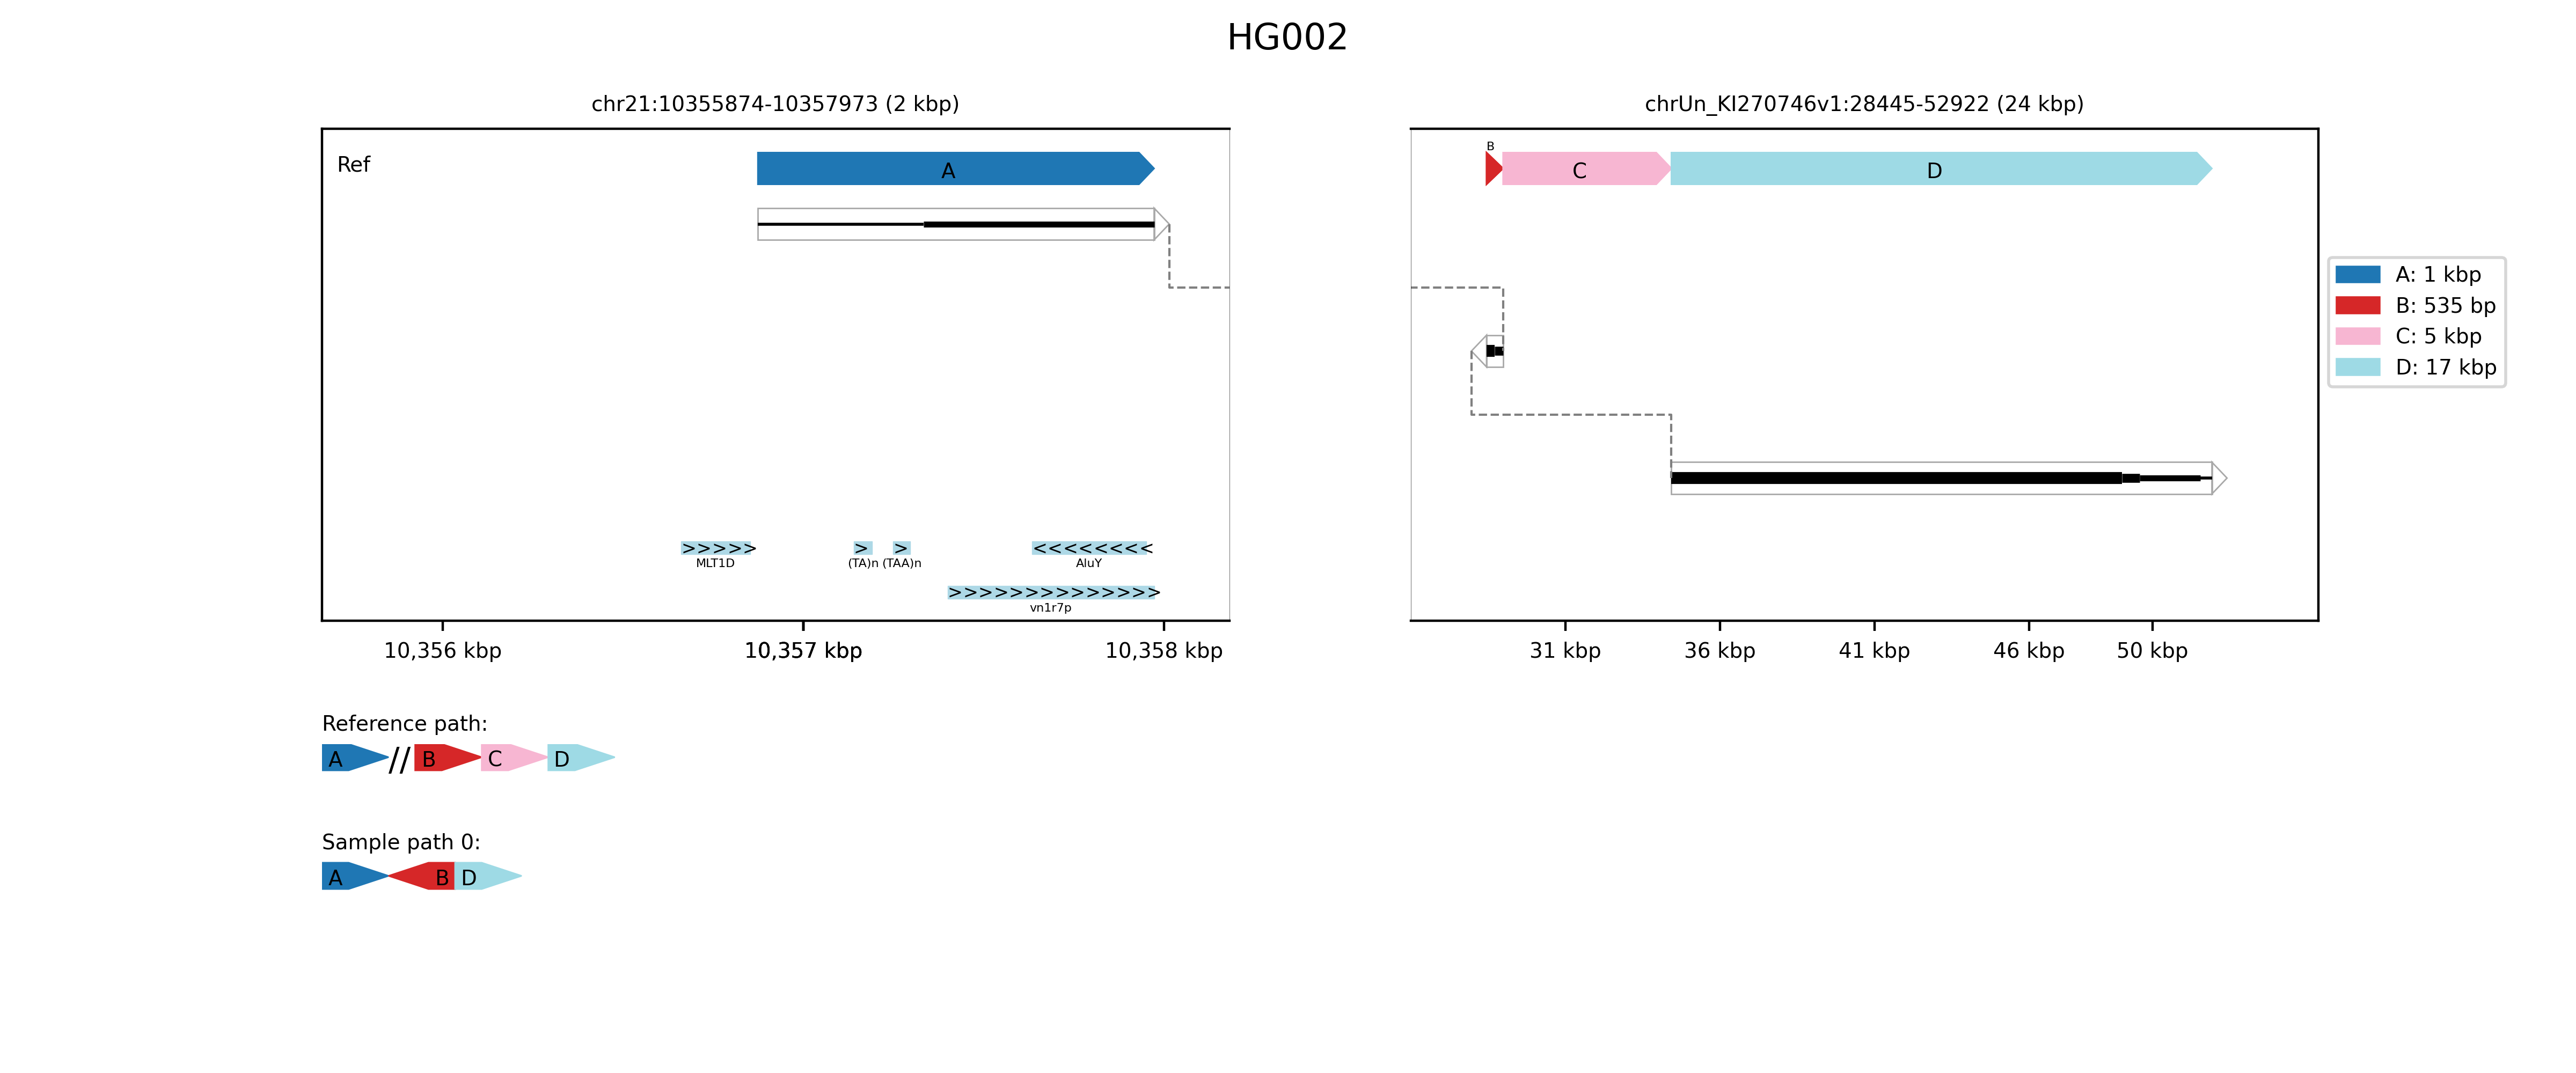 HG002
chr21:10355874-10357973 (2 kbp)
chrUn_KI270746v1:28445-52922 (24 kbp)
Ref
A
B
C
D
A: 1 kbp
B: 535 bp
C: 5 kbp
D: 17 kbp
>>>>>
>
>
<<<<<<<<
MLT1D
(TA)n
(TAA)n
AluY
>>>>>>>>>>>>>>
vn1r7p
10,356 kbp
10,357 kbp
10,358 kbp
31 kbp
36 kbp
41 kbp
46 kbp
50 kbp
Reference path:
A // B C D
Sample path 0:
A B D